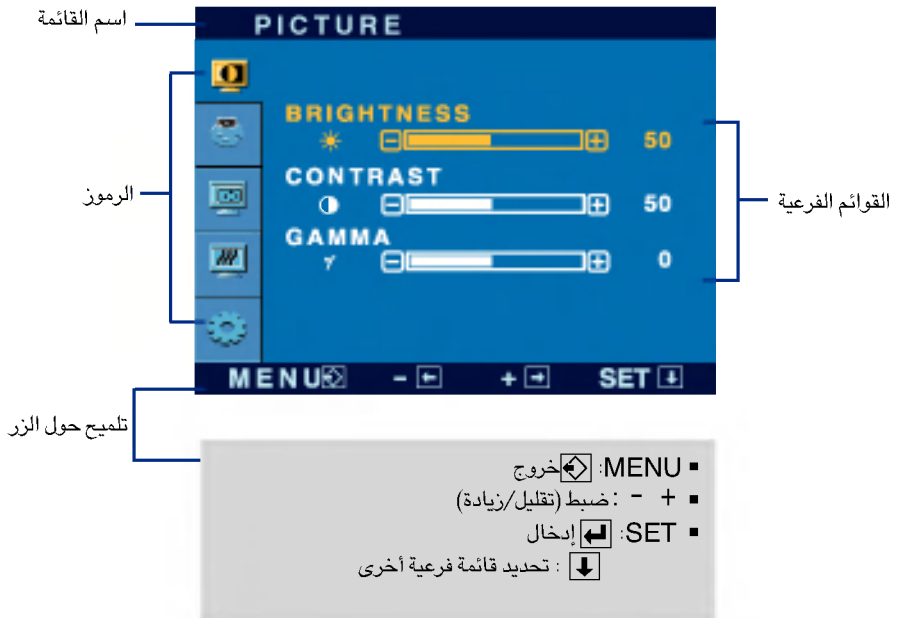 اسم القائمة
PICTURE
BRIGHTNESS
50
CONTRAST
50
GAMMA
0
الرموز
القوائم الفرعية
MENU - + SET
تلميح حول الزر
▪ MENU: خروج
▪ + - : ضبط (تقليل/زيادة)
▪ SET: إدخال
: تحديد قائمة فرعية أخرى